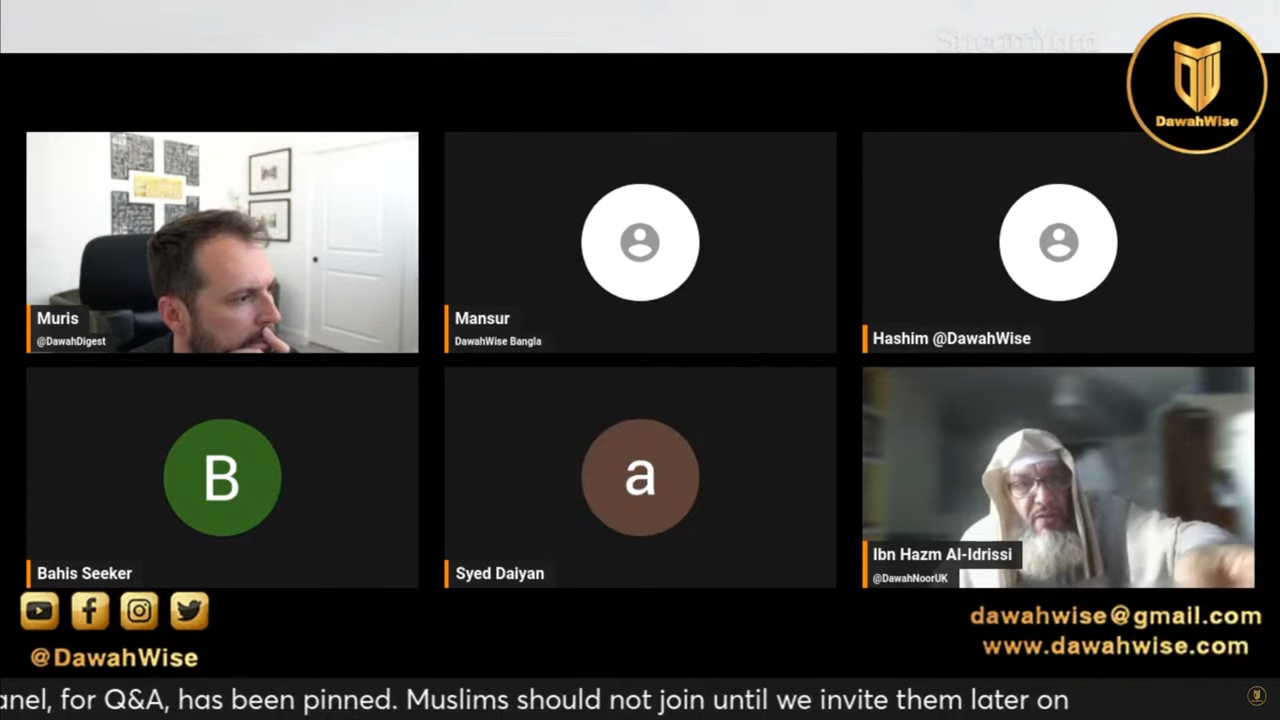 StreamYard
DawahWise
Muris
@DawahDigest
Mansur
DawahWise Bangla
Hashim @DawahWise
B
Bahis Seeker
a
Syed Daiyan
Ibn Hazm Al-Idrissi
@DawahNoorUK
@DawahWise
dawahwise@gmail.com
www.dawahwise.com
anel, for Q&A, has been pinned. Muslims should not join until we invite them later on